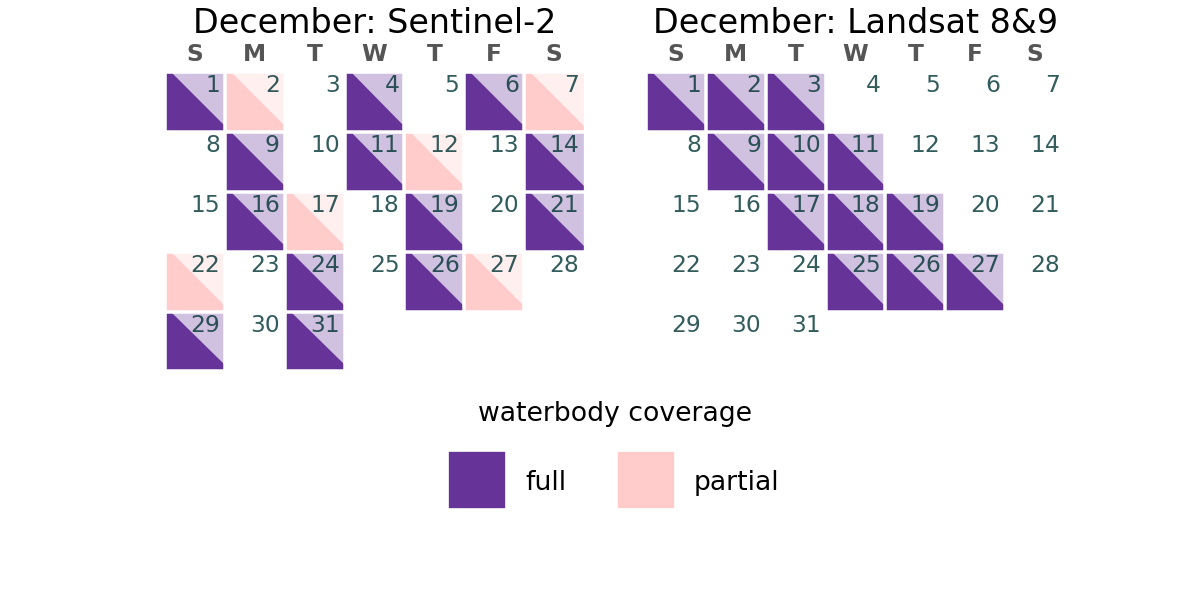 December: Sentinel-2
S M T W T F S
1 2 3 4 5 6 7
8 9 10 11 12 13 14
15 16 17 18 19 20 21
22 23 24 25 26 27 28
29 30 31
December: Landsat 8&9
S M T W T F S
1 2 3 4 5 6 7
8 9 10 11 12 13 14
15 16 17 18 19 20 21
22 23 24 25 26 27 28
29 30 31
waterbody coverage
full partial